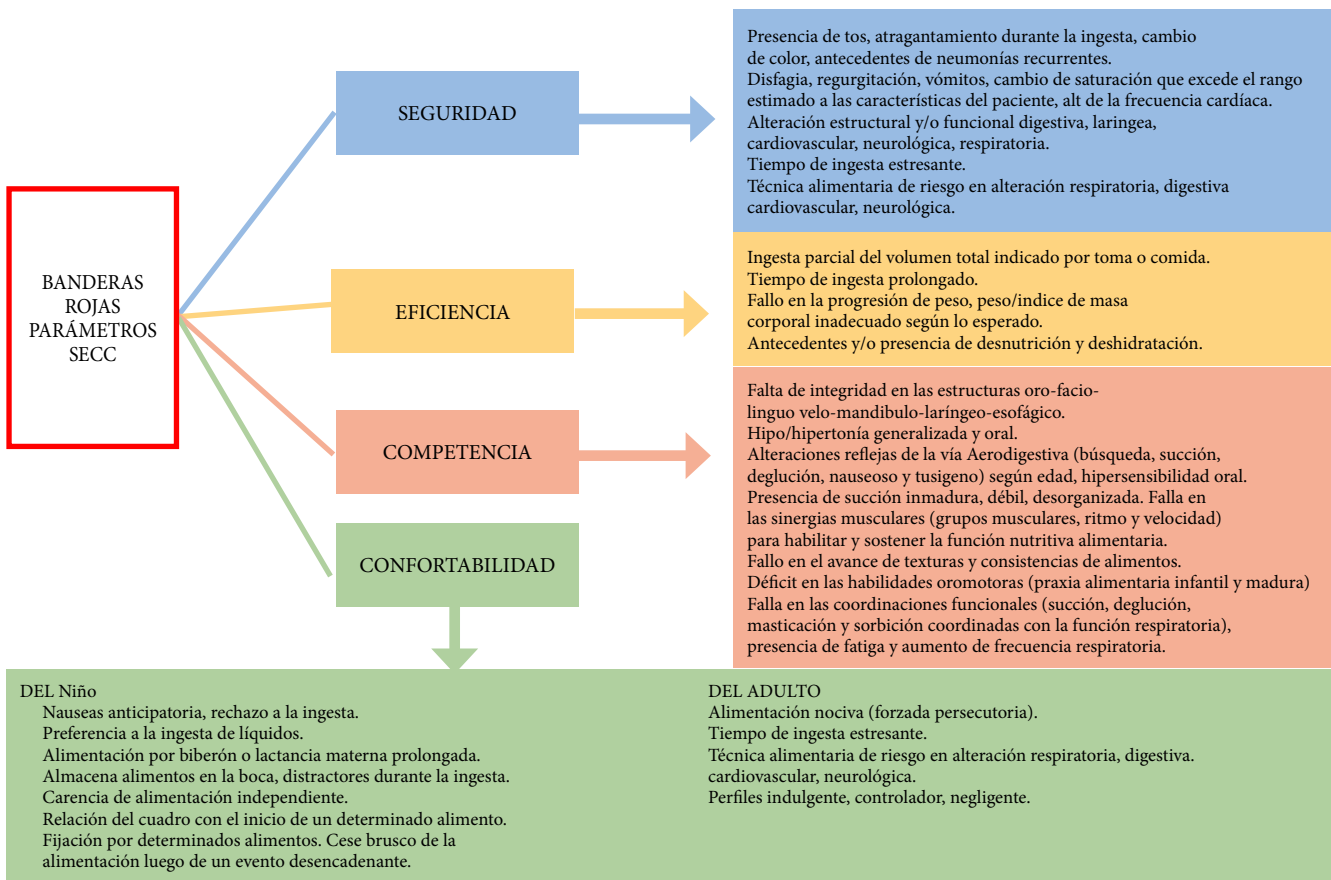 BANDERAS
ROJAS
PARÁMETROS
SECC
SEGURIDAD
Presencia de tos, atragantamiento durante la ingesta, cambio
de color, antecedentes de neumonías recurrentes.
Disfagia, regurgitación, vómitos, cambio de saturación que excede el rango
estimado a las características del paciente, alt de la frecuencia cardíaca.
Alteración estructural y/o funcional digestiva, laringea,
cardiovascular, neurológica, respiratoria.
Tiempo de ingesta estresante.
Técnica alimentaria de riesgo en alteración respiratoria, digestiva
cardiovascular, neurológica.
EFICIENCIA
Ingesta parcial del volumen total indicado por toma o comida.
Tiempo de ingesta prolongado.
Fallo en la progresión de peso, peso/indice de masa
corporal inadecuado según lo esperado.
Antecedentes y/o presencia de desnutrición y deshidratación.
COMPETENCIA
Falta de integridad en las estructuras oro-facio-
linguo velo-mandibulo-laríngeo-esofágico.
Hipo/hipertonía generalizada y oral.
Alteraciones reflejas de la vía Aerodigestiva (búsqueda, succión,
deglución, nauseoso y tusigeno) según edad, hipersensibilidad oral.
Presencia de succión inmadura, débil, desorganizada. Falla en
las sinergias musculares (grupos musculares, ritmo y velocidad)
para habilitar y sostener la función nutritiva alimentaria.
Fallo en el avance de texturas y consistencias de alimentos.
Déficit en las habilidades oromotoras (praxia alimentaria infantil y madura)
Falla en las coordinaciones funcionales (succión, deglución,
masticación y sorbición coordinadas con la función respiratoria),
presencia de fatiga y aumento de frecuencia respiratoria.
CONFORTABILIDAD
DEL Niño
Nauseas anticipatoria, rechazo a la ingesta.
Preferencia a la ingesta de líquidos.
Alimentación por biberón o lactancia materna prolongada.
Almacena alimentos en la boca, distractores durante la ingesta.
Carencia de alimentación independiente.
Relación del cuadro con el inicio de un determinado alimento.
Fijación por determinados alimentos. Cese brusco de la
alimentación luego de un evento desencadenante.
DEL ADULTO
Alimentación nociva (forzada persecutoria).
Tiempo de ingesta estresante.
Técnica alimentaria de riesgo en alteración respiratoria, digestiva.
cardiovascular, neurológica.
Perfiles indulgente, controlador, negligente.